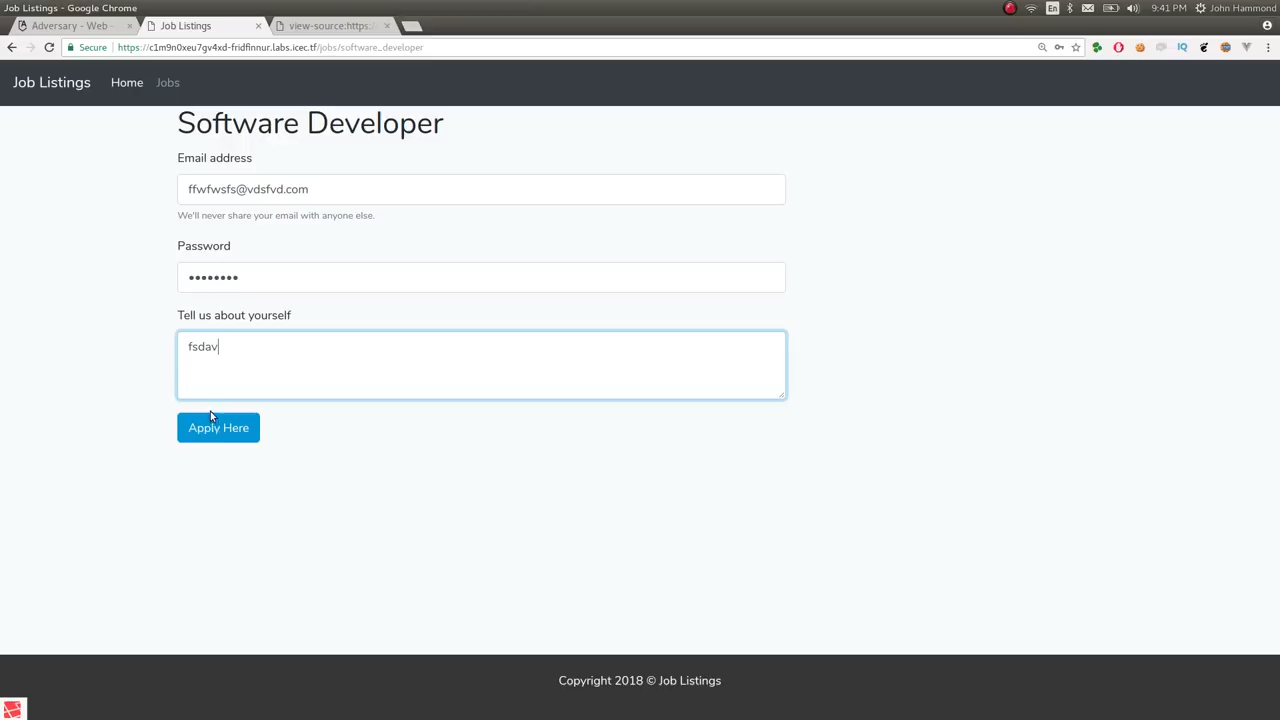 Job Listings - Google Chrome
En
9:41 PM
John Hammond
Adversary - Web -
Job Listings
view-source:https:/
Secure
https://c1m9n0xeu7gv4xd-fridfinnur.labs.icec.tf/jobs/software_developer
IQ
Job Listings
Home
Jobs
Software Developer
Email address
ffwfwsfs@vdsfvd.com
We'll never share your email with anyone else.
Password
••••••••
Tell us about yourself
fsdav
Apply Here
Copyright 2018 © Job Listings